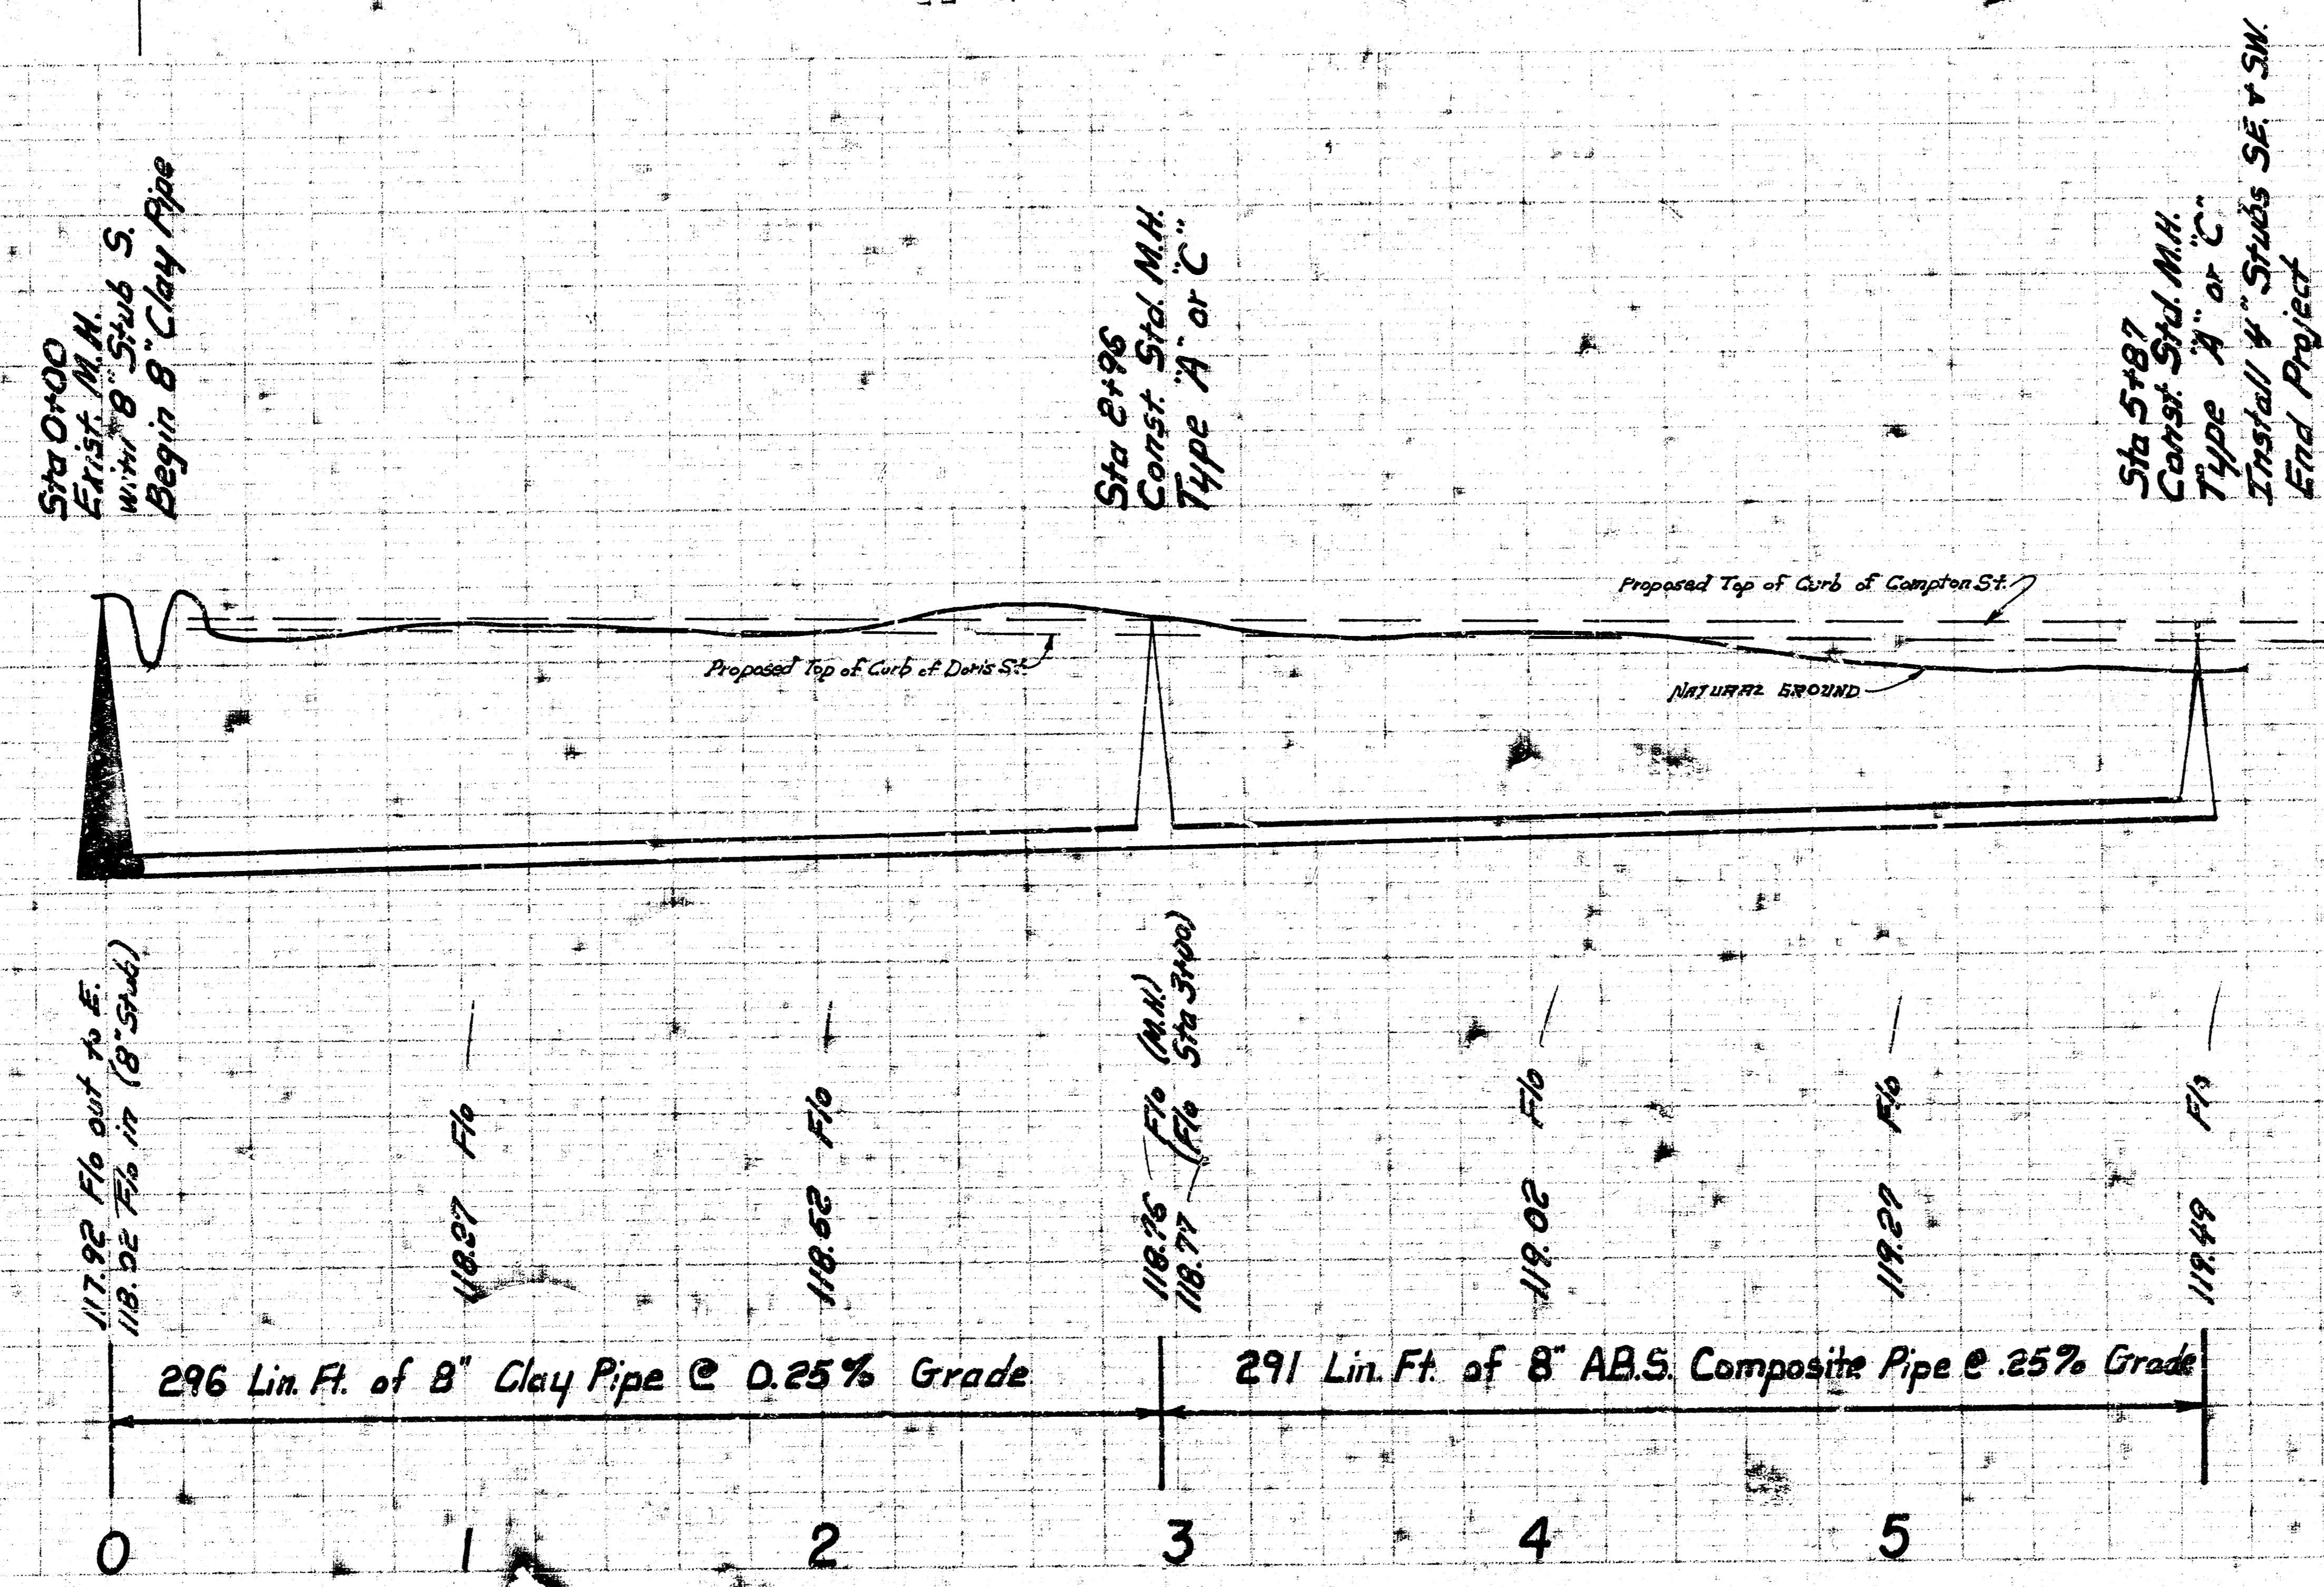 Sta 0+00
Exist. M.H.
with 8" Stub S.
Begin 8" Clay Pipe
Sta 2+96
Const. Std. M.H.
Type "A" or "C"
Sta 5+87
Const. Std. M.H.
Type "A" or "C"
Install 4" Stubs SE. & SW.
End Project
Proposed Top of Curb of Compton St.
Proposed Top of Curb of Doris St.
NATURAL GROUND
117.92 F/o out to E.
118.02 F/o in (8" Stub)
118.27 F/o
118.52 F/o
118.76 F/o (M.H.)
118.77 (F/o Sta 3+00)
119.02 F/o
119.27 F/o
119.49 F/o
296 Lin. Ft. of 8" Clay Pipe @ 0.25% Grade
291 Lin. Ft. of 8" A.B.S. Composite Pipe @ .25% Grade
0 1 2 3 4 5